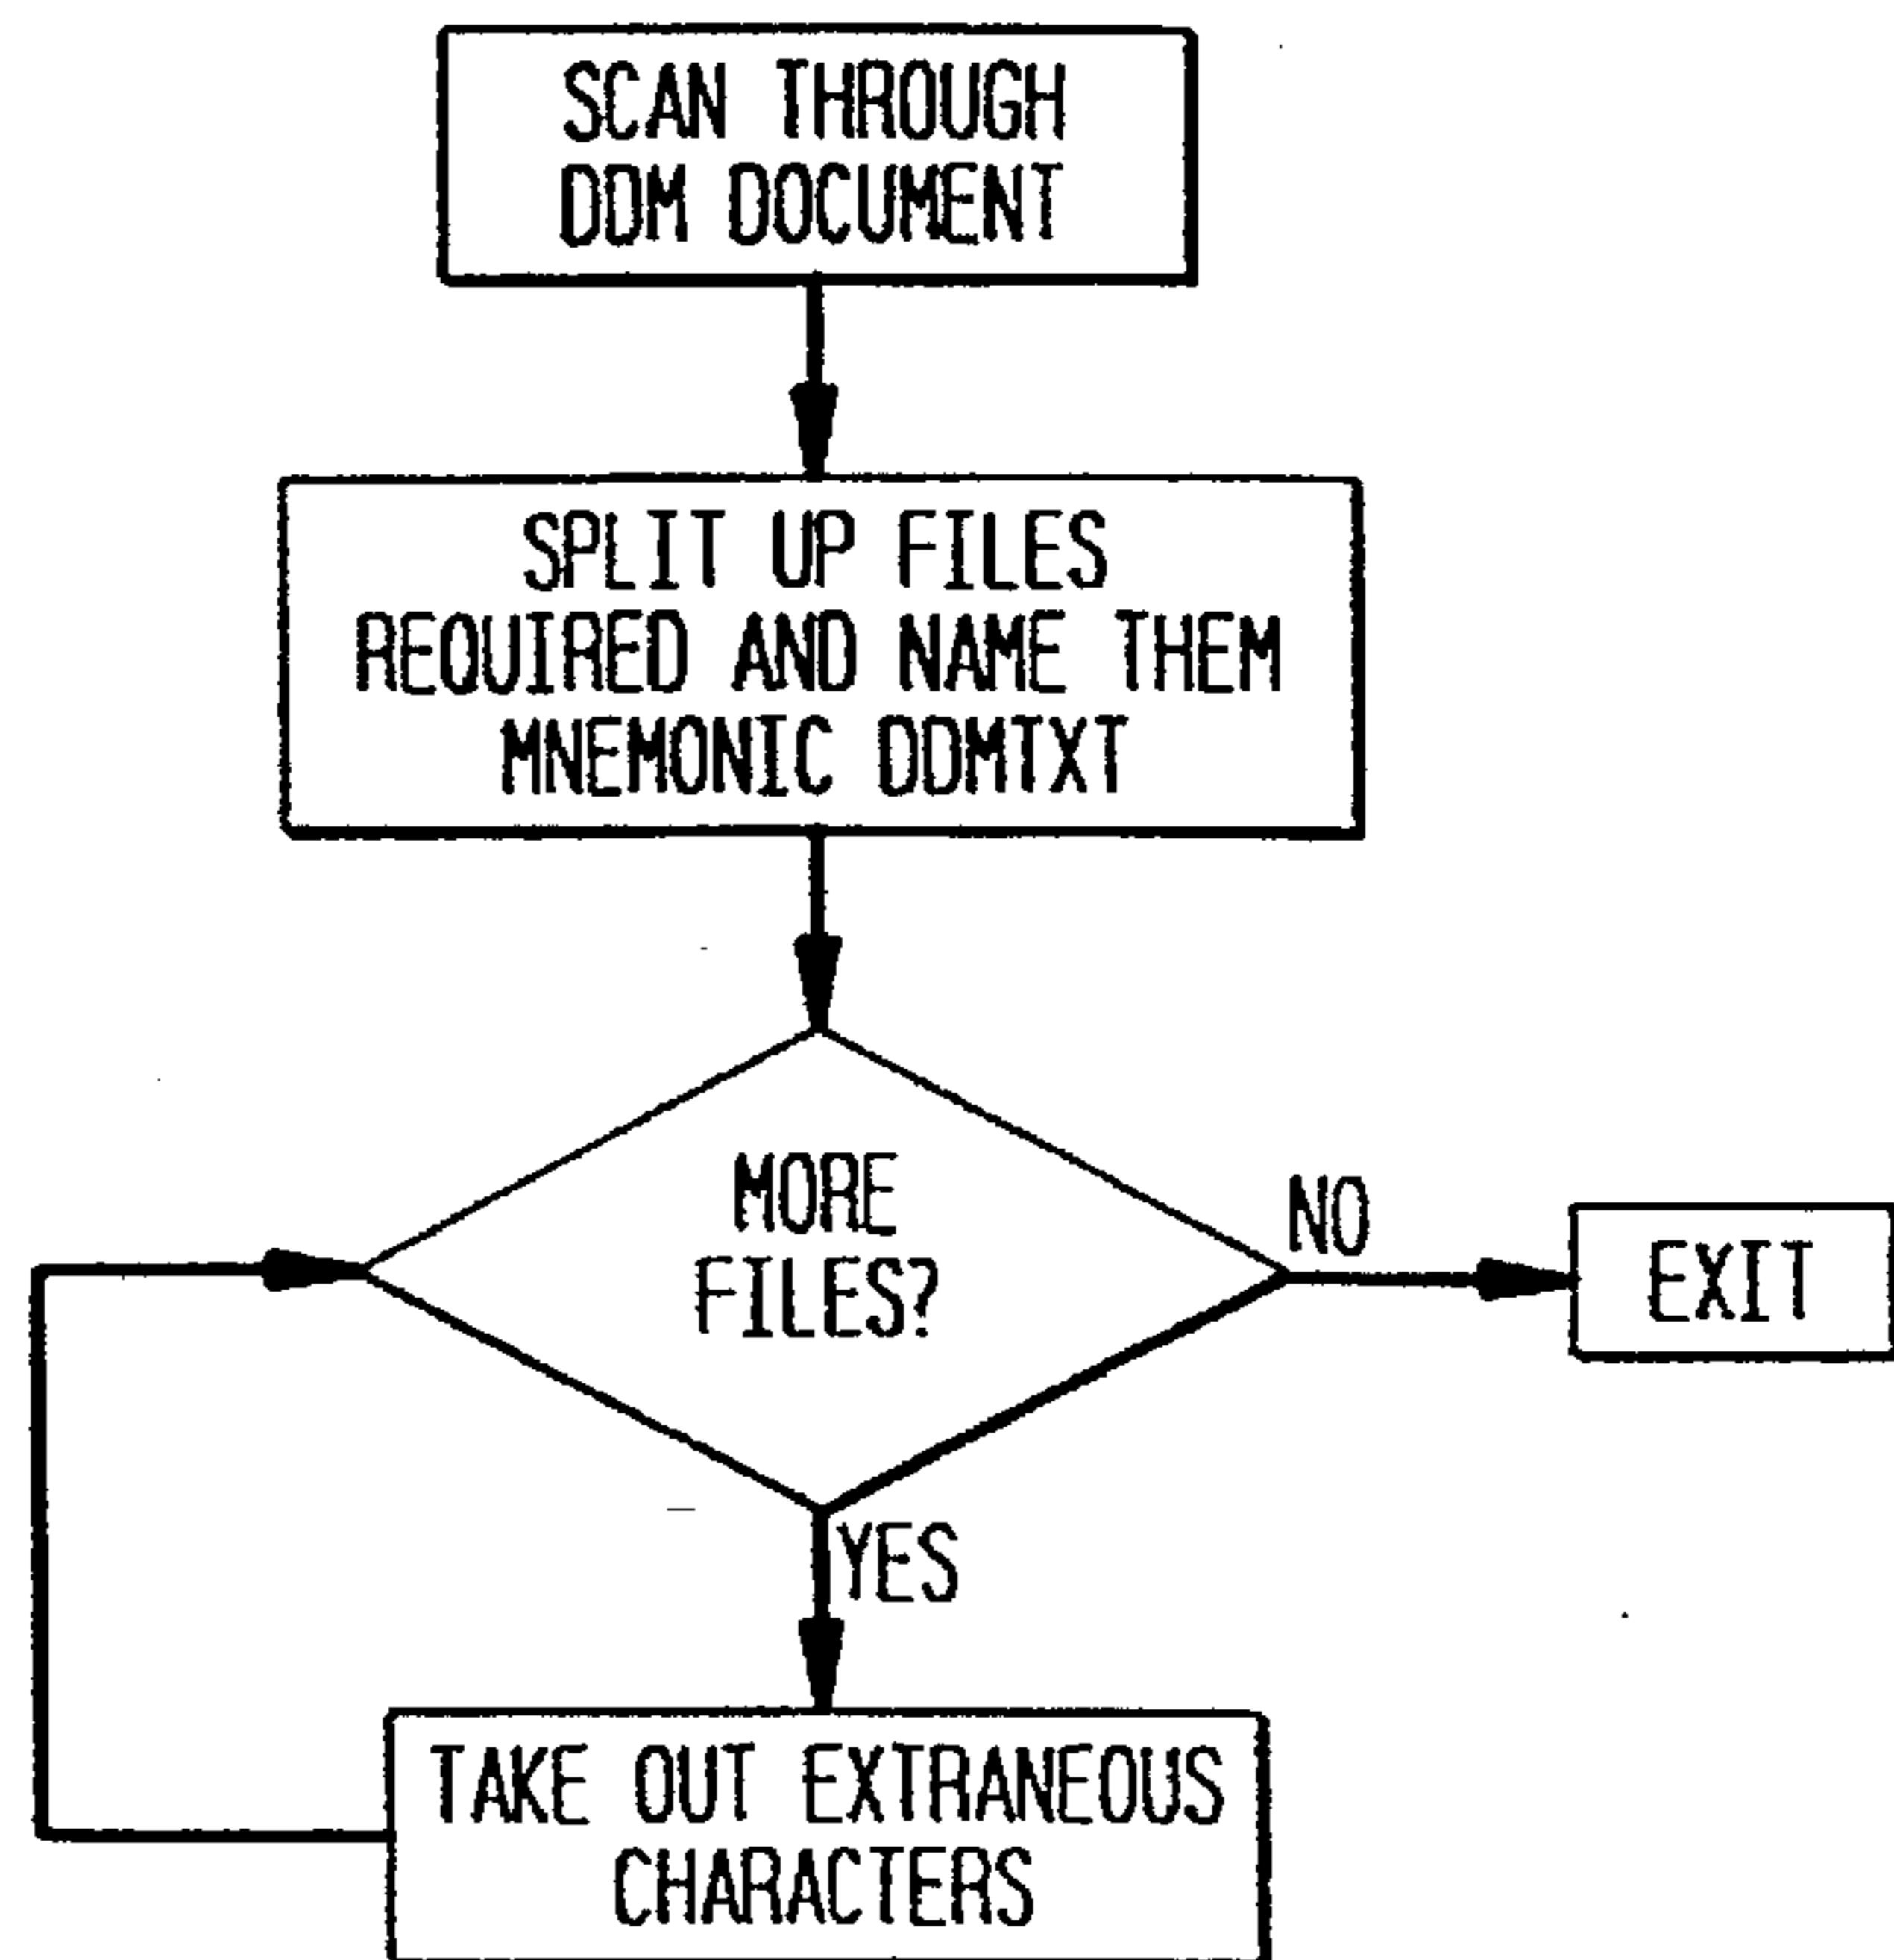 SCAN THROUGH
DDM DOCUMENT
SPLIT UP FILES
REQUIRED AND NAME THEM
MNEMONIC DDMTXT
MORE
FILES?
NO
EXIT
YES
TAKE OUT EXTRANEOUS
CHARACTERS